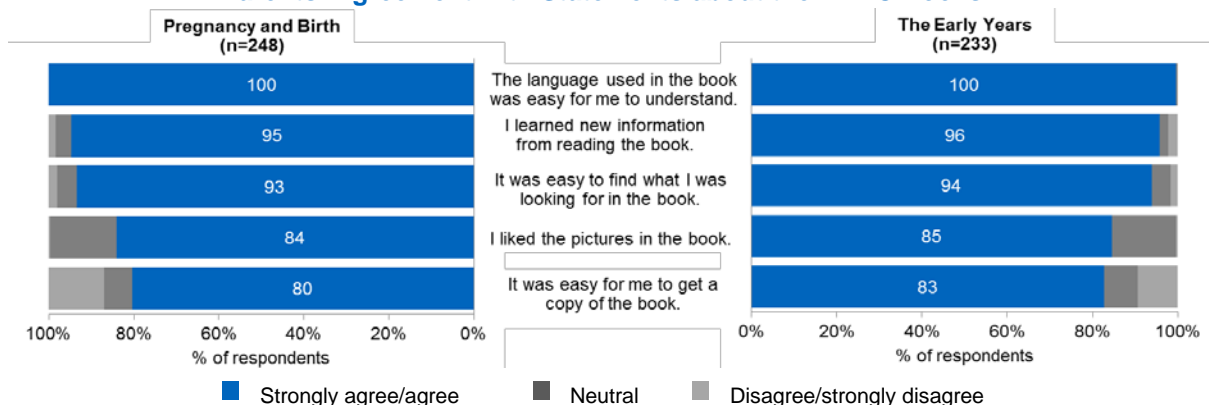 Pregnancy and Birth
(n=248)
The Early Years
(n=233)
100
The language used in the book
was easy for me to understand.
100
95
I learned new information
from reading the book.
96
93
It was easy to find what I was
looking for in the book.
94
84
I liked the pictures in the book.
85
80
It was easy for me to get a
copy of the book.
83
100% 80% 60% 40% 20% 0%
0% 20% 40% 60% 80% 100%
% of respondents
% of respondents
Strongly agree/agree Neutral Disagree/strongly disagree